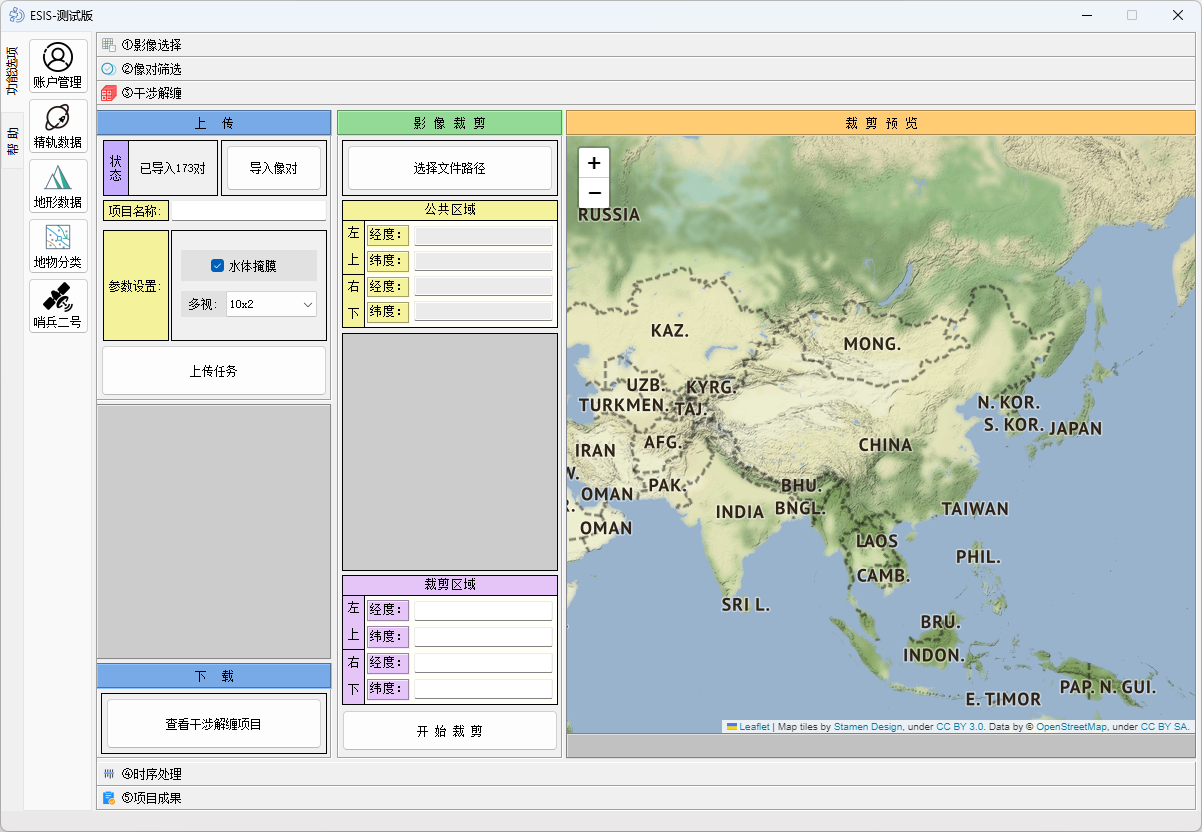 ESIS-测试版
功能选项
帮助
账户管理
精轨数据
地形数据
地物分类
哨兵二号
①影像选择
②像对筛选
③干涉解缠
上 传
状态
已导入173对
导入像对
项目名称:
参数设置:
水体掩膜
多视:
10x2
上传任务
下 载
查看干涉解缠项目
影 像 裁 剪
选择文件路径
公共区域
左上
经度:
纬度:
右下
经度:
纬度:
裁剪区域
左上
经度:
纬度:
右下
经度:
纬度:
开 始 裁 剪
裁 剪 预 览
+
−
RUSSIA
KAZ.
MONG.
UZB.
KYRG.
TURKMEN.
TAJ.
N. KOR.
S. KOR.
JAPAN
IRAN
AFG.
CHINA
W.
OMAN
PAK.
BHU.
R.
INDIA
BNGL.
TAIWAN
OMAN
LAOS
PHIL.
CAMB.
SRI L.
BRU.
INDON.
E. TIMOR
PAP. N. GUI.
Leaflet | Map tiles by Stamen Design, under CC BY 3.0. Data by © OpenStreetMap, under CC BY SA.
④时序处理
⑤项目成果